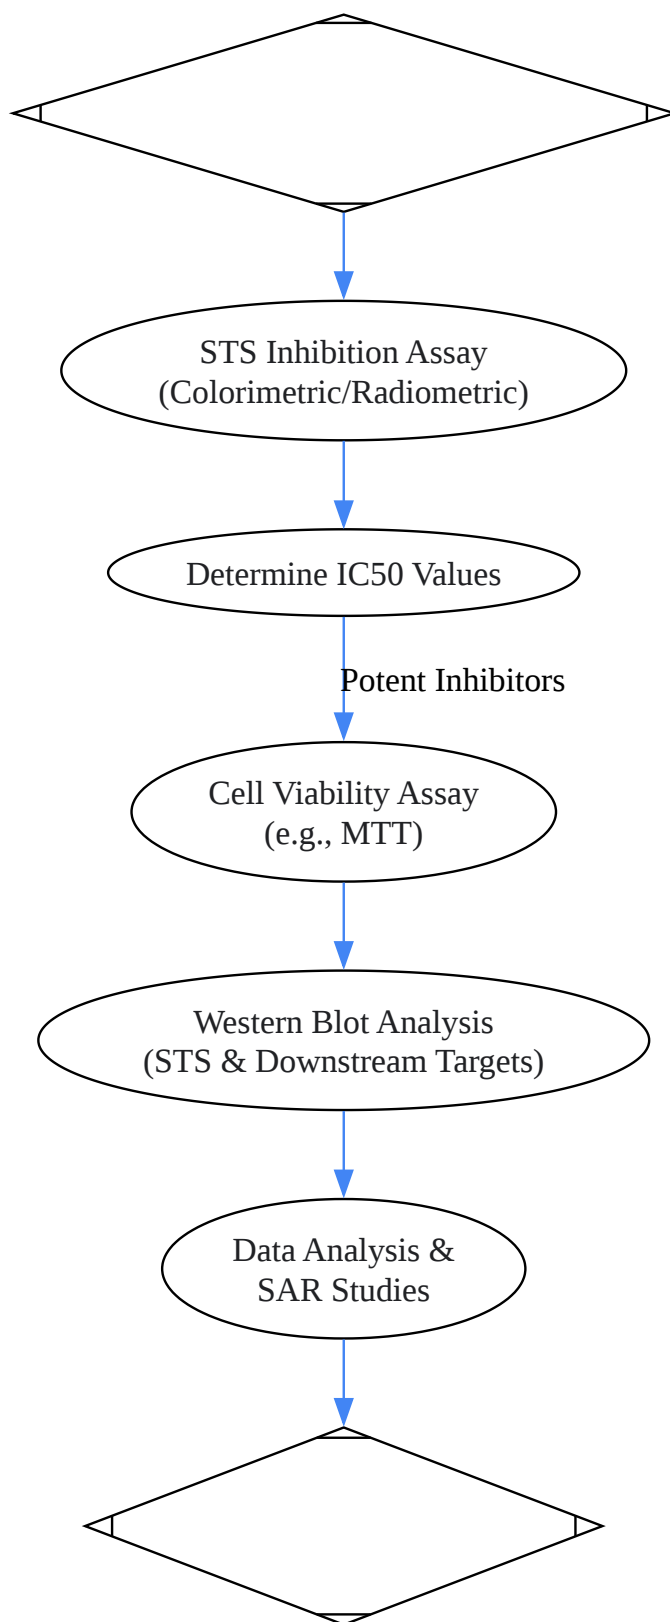 STS Inhibition Assay
(Colorimetric/Radiometric)
Determine IC50 Values
Potent Inhibitors
Cell Viability Assay
(e.g., MTT)
Western Blot Analysis
(STS & Downstream Targets)
Data Analysis &
SAR Studies